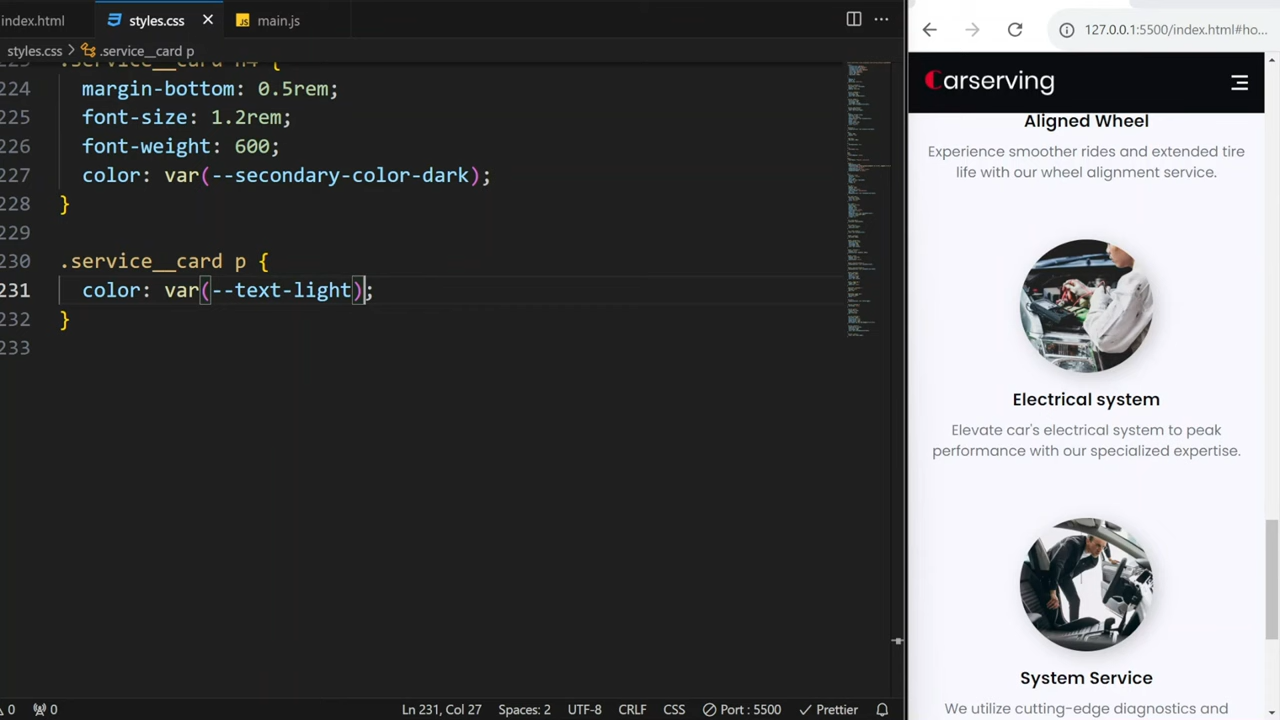 index.html styles.css main.js
styles.css .service__card p
.service__card h4 {
224 margin-bottom: 0.5rem;
225 font-size: 1.2rem;
226 font-weight: 600;
227 color: var(--secondary-color-dark);
228 }
229
230 .service__card p {
231 color: var(--text-light);
232 }
233
0 0 Ln 231, Col 27 Spaces: 2 UTF-8 CRLF CSS Port : 5500 Prettier
127.0.0.1:5500/index.html#ho...
Carserving
Aligned Wheel
Experience smoother rides and extended tire
life with our wheel alignment service.
Electrical system
Elevate car's electrical system to peak
performance with our specialized expertise.
System Service
We utilize cutting-edge diagnostics and